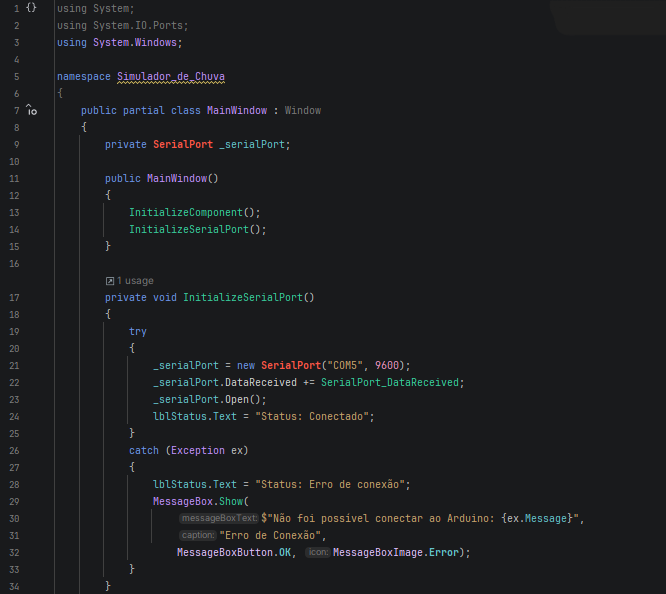 1 {} using System;
2 using System.IO.Ports;
3 using System.Windows;
4
5 namespace Simulador_de_Chuva
6 {
7 public partial class MainWindow : Window
8 {
9 private SerialPort _serialPort;
10
11 public MainWindow()
12 {
13 InitializeComponent();
14 InitializeSerialPort();
15 }
16
1 usage
17 private void InitializeSerialPort()
18 {
19 try
20 {
21 _serialPort = new SerialPort("COM5", 9600);
22 _serialPort.DataReceived += SerialPort_DataReceived;
23 _serialPort.Open();
24 lblStatus.Text = "Status: Conectado";
25 }
26 catch (Exception ex)
27 {
28 lblStatus.Text = "Status: Erro de conexão";
29 MessageBox.Show(
30 messageBoxText: $"Não foi possivel conectar ao Arduino: {ex.Message}",
31 caption: "Erro de Conexão",
32 MessageBoxButton.OK, icon: MessageBoxImage.Error);
33 }
34 }